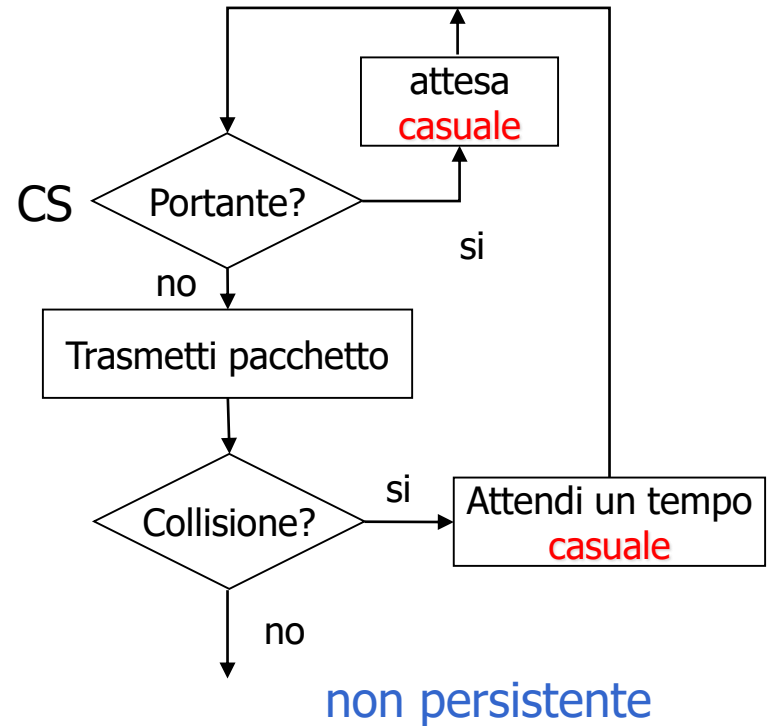 attesa
casuale
CS
Portante?
si
no
Trasmetti pacchetto
Collisione?
si
Attendi un tempo
casuale
no
non persistente